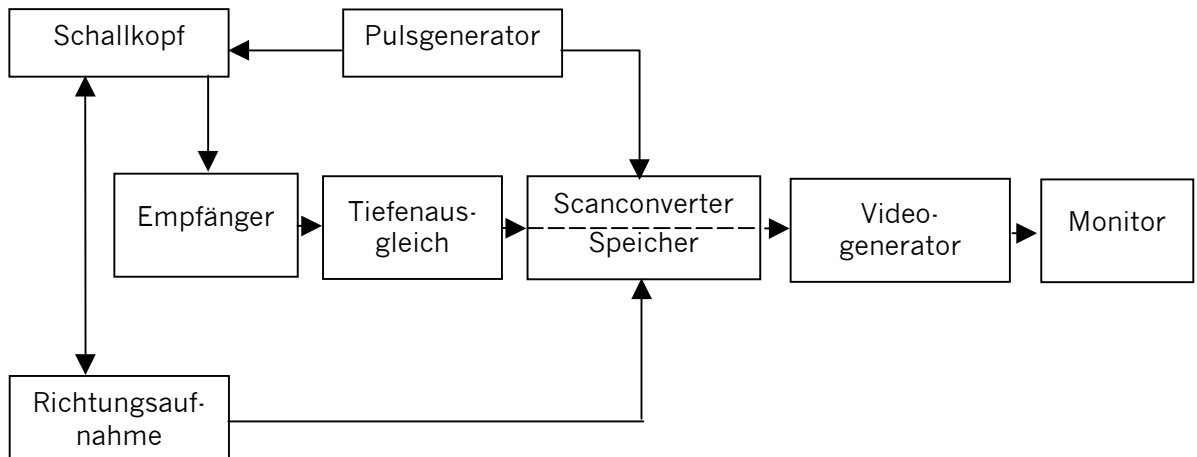 Schallkopf
Pulsgenerator
Empfänger
Tiefenaus-
gleich
Scanconverter
Speicher
Video-
generator
Monitor
Richtungsauf-
nahme